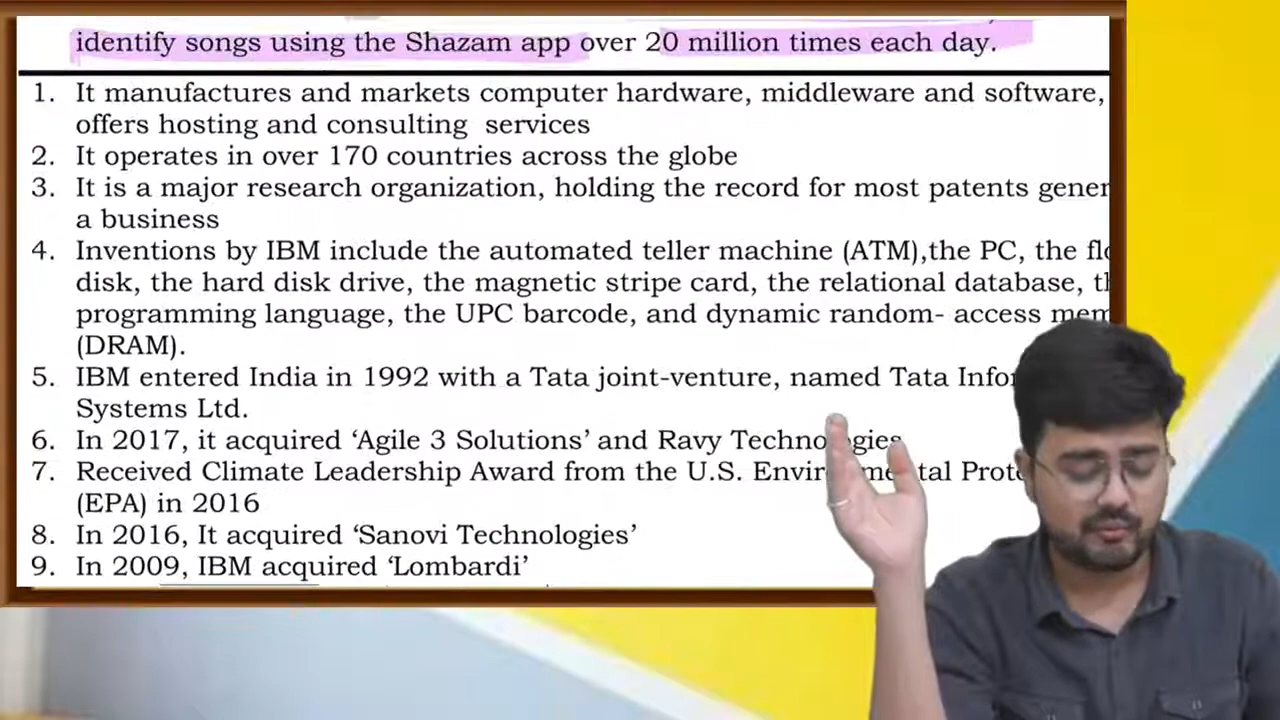 identify songs using the Shazam app over 20 million times each day.
1. It manufactures and markets computer hardware, middleware and software,
offers hosting and consulting services
2. It operates in over 170 countries across the globe
3. It is a major research organization, holding the record for most patents
a business
4. Inventions by IBM include the automated teller machine (ATM),the PC, the
disk, the hard disk drive, the magnetic stripe card, the relational database,
programming language, the UPC barcode, and dynamic random- access
(DRAM).
5. IBM entered India in 1992 with a Tata joint-venture, named Tata
Systems Ltd.
6. In 2017, it acquired ‘Agile 3 Solutions’ and Ravy Technologies
7. Received Climate Leadership Award from the U.S.
(EPA) in 2016
8. In 2016, It acquired ‘Sanovi Technologies’
9. In 2009, IBM acquired ‘Lombardi’